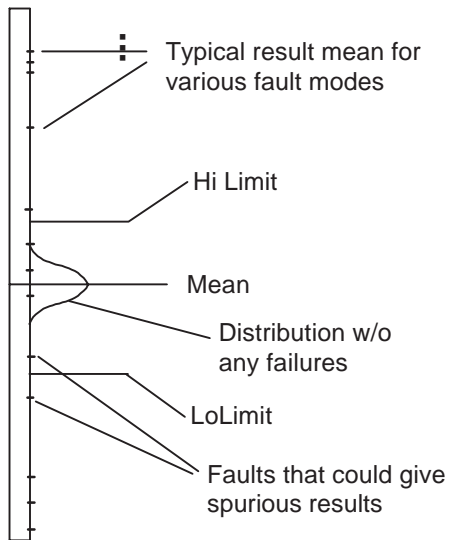 Typical result mean for
various fault modes
Hi Limit
Mean
Distribution w/o
any failures
LoLimit
Faults that could give
spurious results